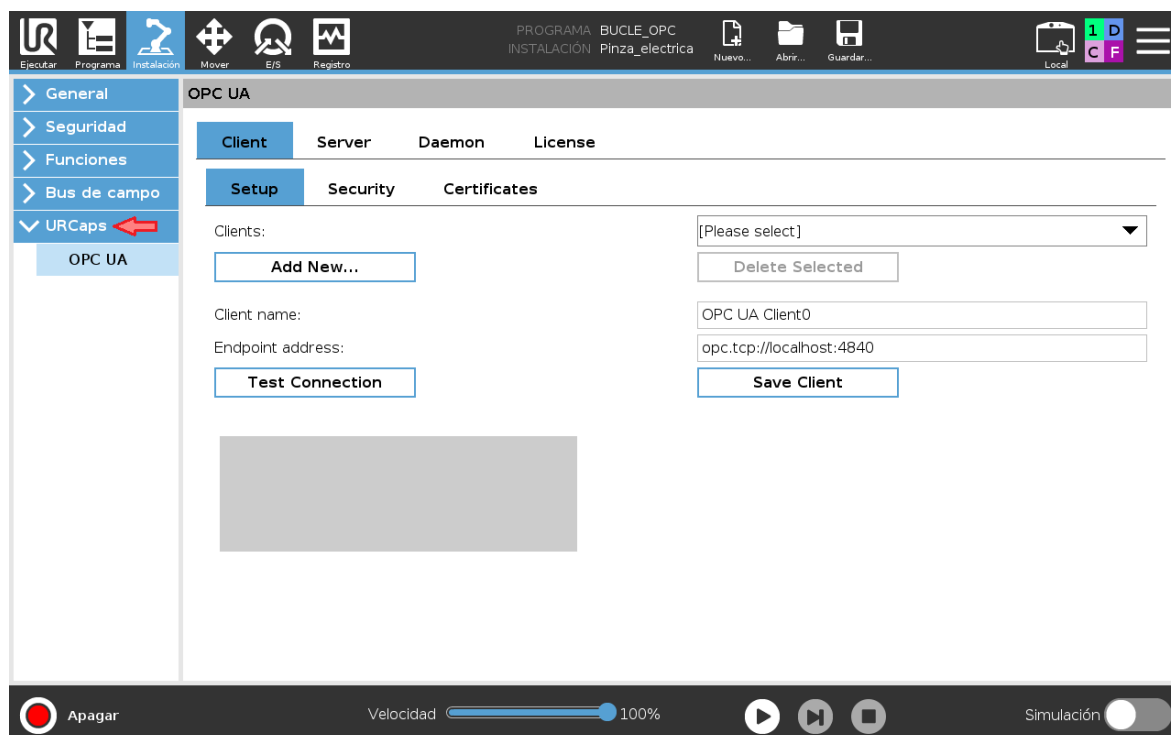 PROGRAMA BUCLE_OPC
INSTALACIÓN Pinza_electrica
Ejecutar Programa Instalación Mover E/S Registro
Nuevo... Abrir... Guardar...
Local
1 D
C F
General
Seguridad
Funciones
Bus de campo
URCaps
OPC UA
OPC UA
Client Server Daemon License
Setup Security Certificates
Clients: [Please select]
Add New... Delete Selected
Client name: OPC UA Client0
Endpoint address: opc.tcp://localhost:4840
Test Connection Save Client
Apagar Velocidad 100% Simulación